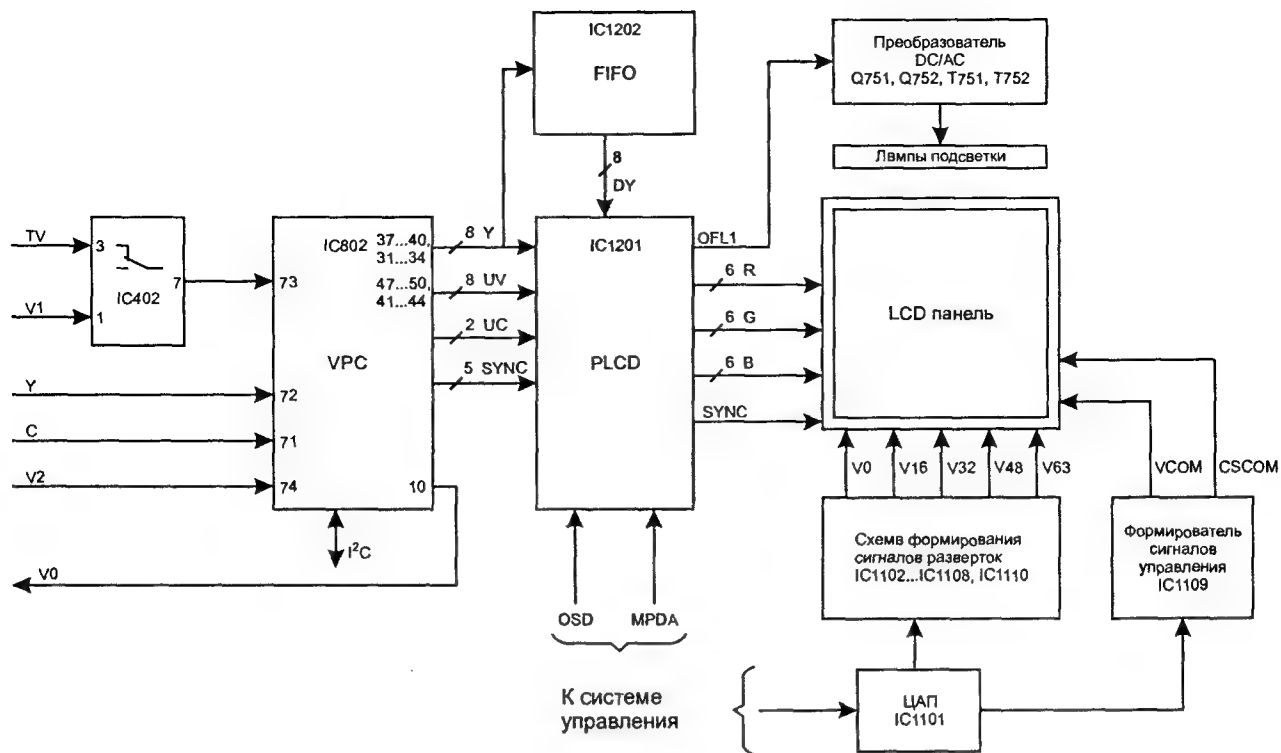 IC1202
FIFO
Преобразователь
DC/AC
Q751, Q752, T751, T752
Лвмпы подсветки
8
DY
TV
3
IC402
7
V1
1
Y
C
V2
V0
IC802
37...40,
31...34
47...50,
41...44
73
VPC
72
71
74
10
I²C
8 Y
8 UV
2 UC
5 SYNC
IC1201
PLCD
OFL1
6 R
6 G
6 B
SYNC
LCD панель
V0
V16
V32
V48
V63
VCOM
CSCOM
Схемв формирования
сигналов разверток
IC1102...IC1108, IC1110
Формирователь
сигналов
управления
IC1109
OSD
MPDA
К системе
управления
ЦАП
IC1101